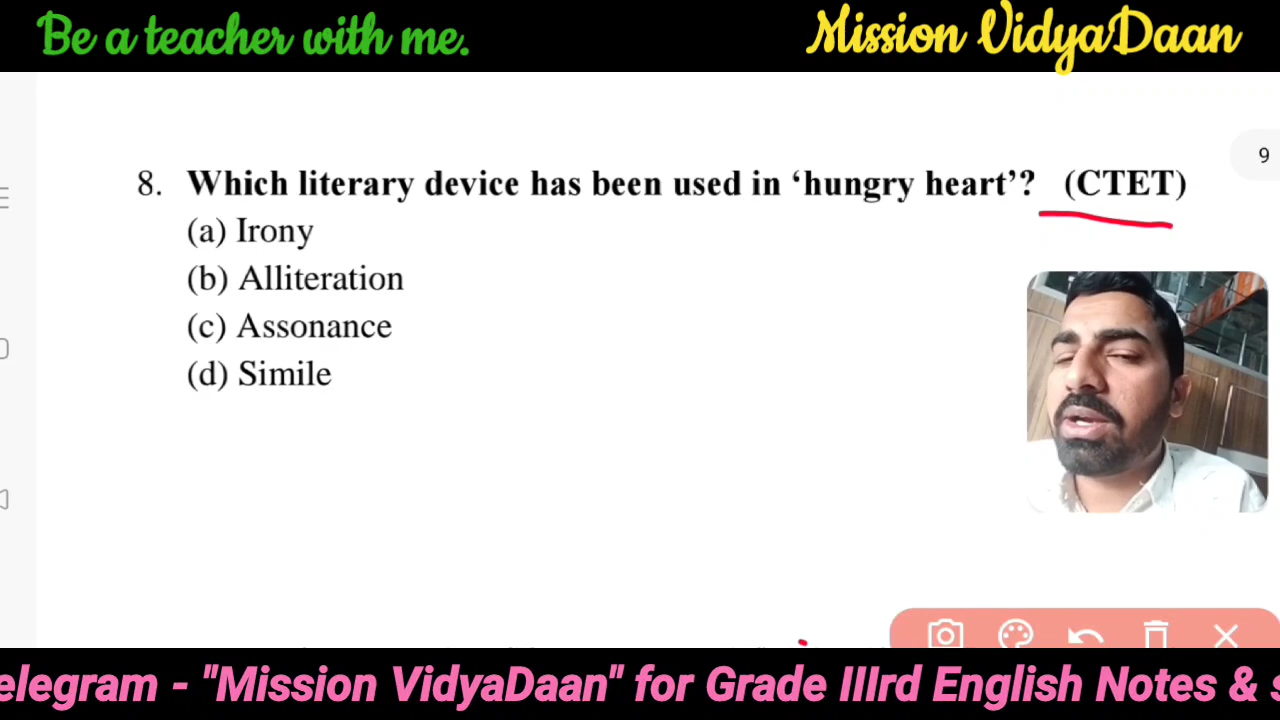 Be a teacher with me.
Mission VidyaDaan
9
8. Which literary device has been used in ‘hungry heart’? (CTET)
(a) Irony
(b) Alliteration
(c) Assonance
(d) Simile
elegram - "Mission VidyaDaan" for Grade IIIrd English Notes & s